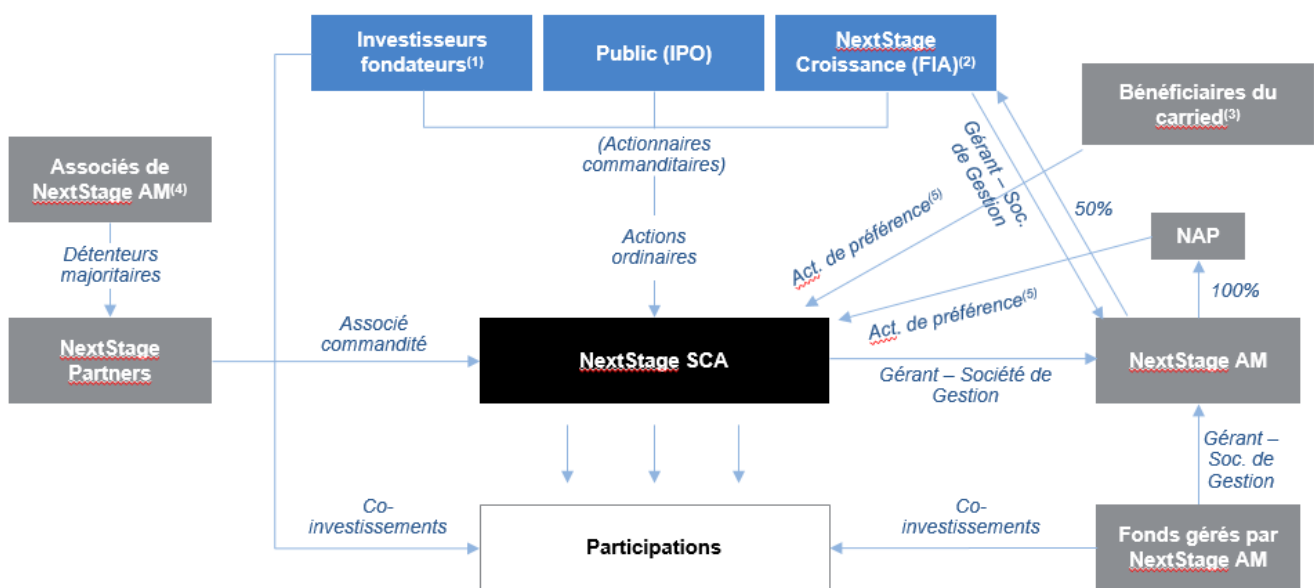 Investisseurs
fondateurs(1)
Public (IPO)
NextStage
Croissance (FIA)(2)
Bénéficiaires du
carried(3)
(Actionnaires
commanditaires)
Gérant – Soc.
de Gestion
Associés de
NextStage AM(4)
Act. de préférence(5)
50%
NAP
Détenteurs
majoritaires
Actions
ordinaires
Act. de préférence(5)
100%
Associé
commandité
NextStage
Partners
NextStage SCA
NextStage AM
Gérant – Société de
Gestion
Gérant –
Soc. de
Gestion
Co-
investissements
Co-
investissements
Participations
Fonds gérés par
NextStage AM